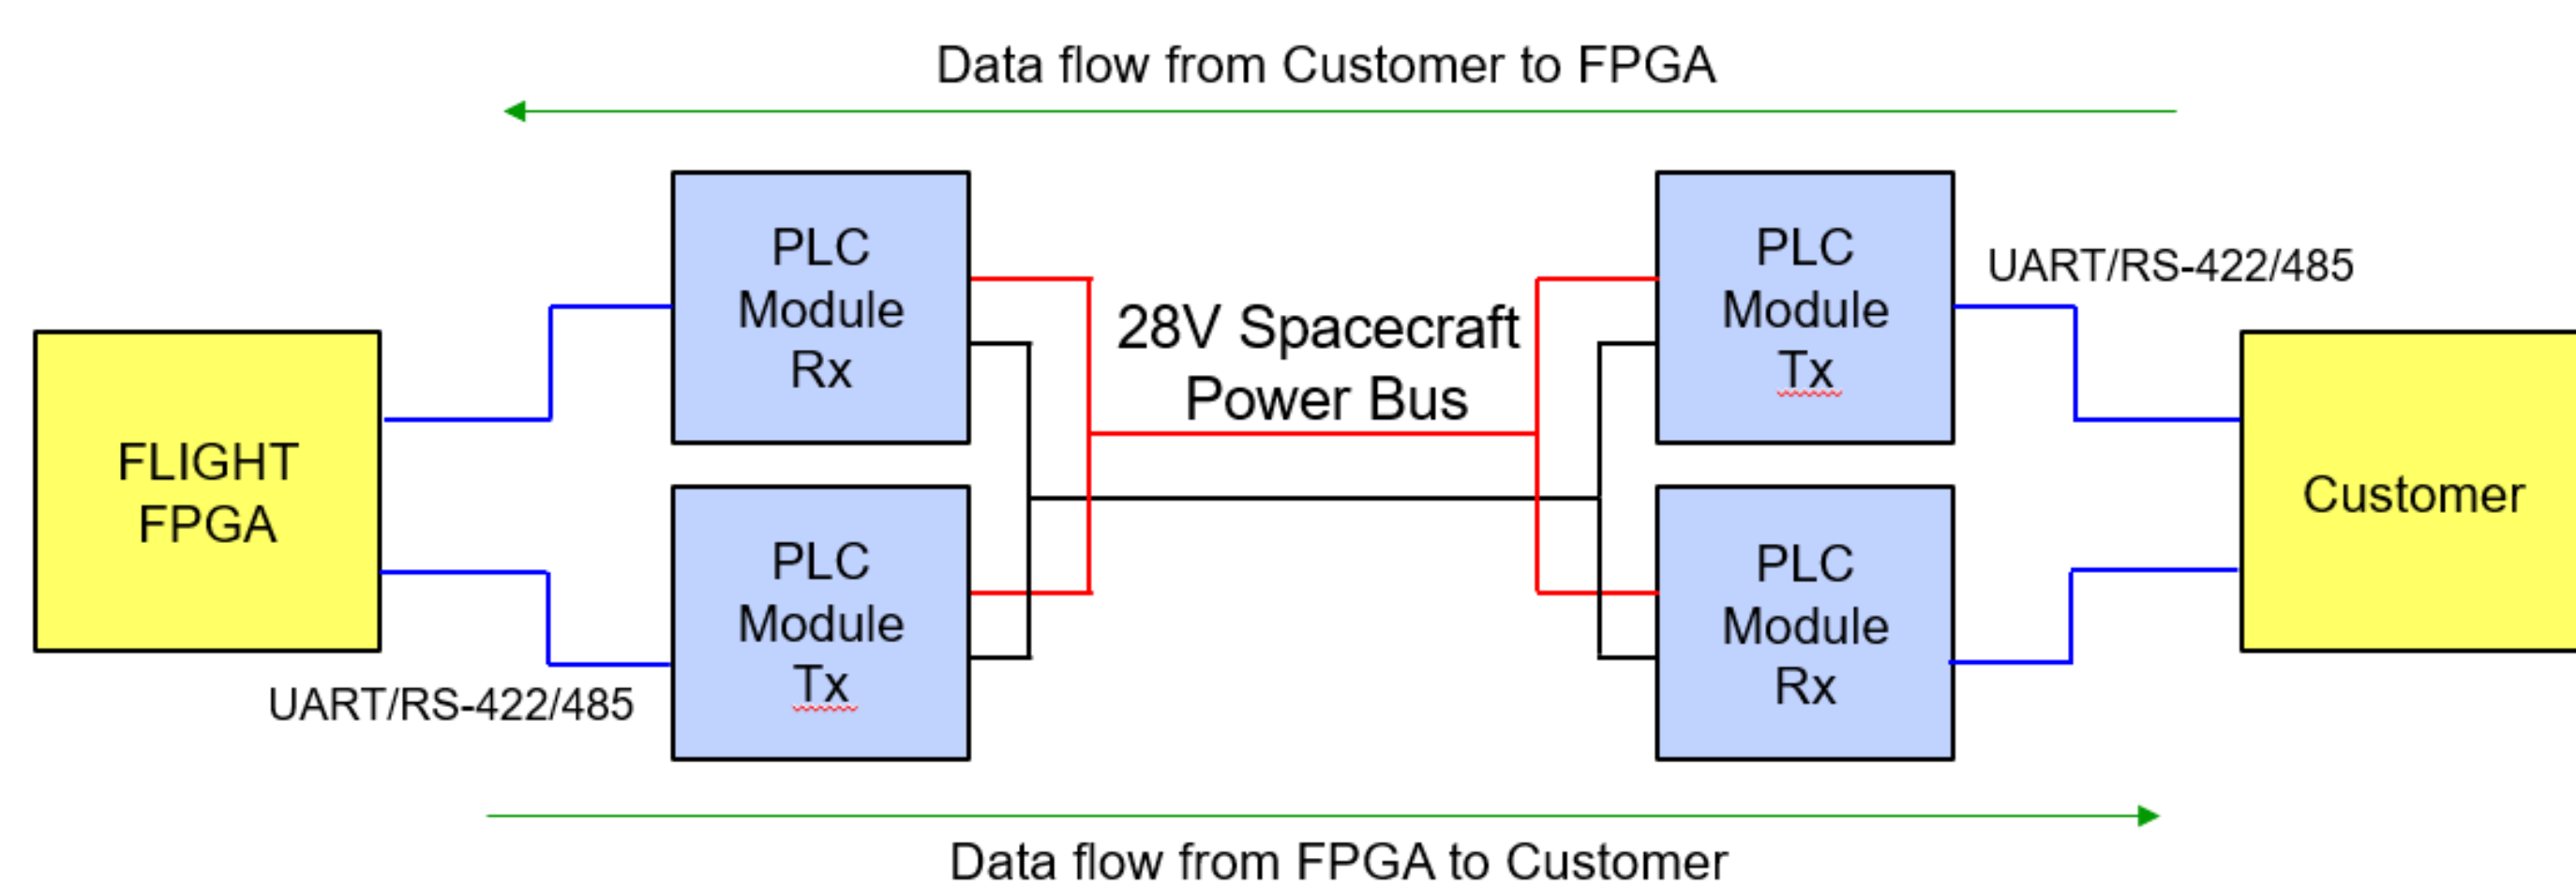 Data flow from Customer to FPGA
PLC
Module
Rx
PLC
Module
Tx
UART/RS-422/485
28V Spacecraft
Power Bus
FLIGHT
FPGA
Customer
PLC
Module
Tx
PLC
Module
Rx
UART/RS-422/485
Data flow from FPGA to Customer